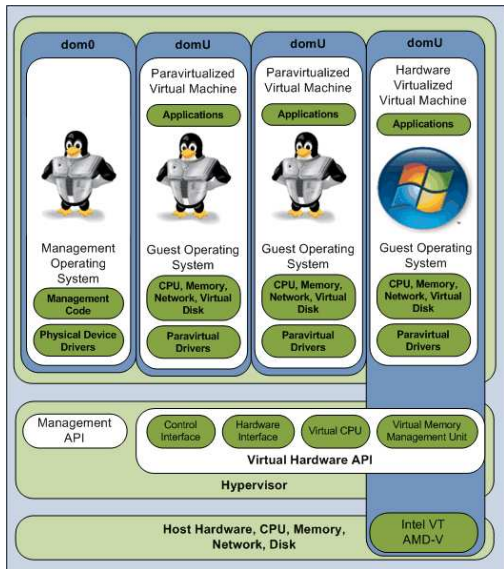 dom0
Management
Operating
System
Management
Code
Physical Device
Drivers
domU
Paravirtualized
Virtual Machine
Applications
Guest Operating
System
CPU, Memory,
Network, Virtual
Disk
Paravirtual Drivers
domU
Paravirtualized
Virtual Machine
Applications
Guest Operating
System
CPU, Memory,
Network, Virtual
Disk
Paravirtual Drivers
domU
Hardware
Virtualized
Virtual Machine
Applications
Guest Operating
System
CPU, Memory,
Network, Virtual
Disk
Paravirtual
Drivers
Management
API
Control
Interface
Hardware
Interface
Virtual CPU
Virtual Memory
Management Unit
Virtual Hardware API
Hypervisor
Host Hardware, CPU, Memory,
Network, Disk
Intel VT
AMD-V